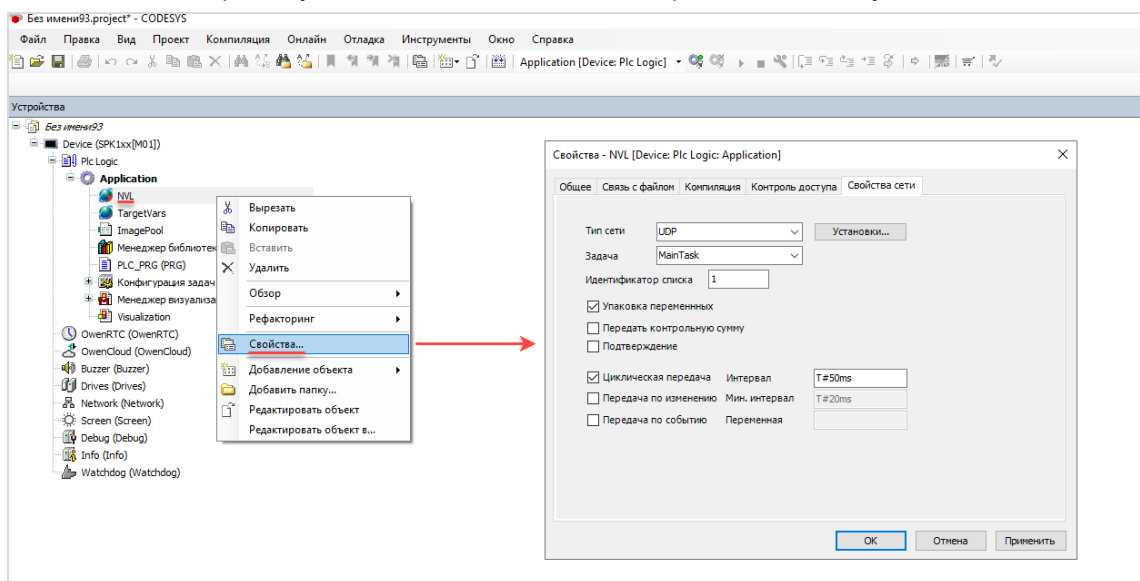 Без имени93.project* - CODESYS
Файл Правка Вид Проект Компиляция Онлайн Отладка Инструменты Окно Справка
Application [Device: Plc Logic]
Устройства
Без имени93
Device (SPK1xx[M01])
Plc Logic
Application
NVL
TargetVars
ImagePool
Менеджер библиотек
PLC_PRG (PRG)
Конфигурация задач
Менеджер визуализа
Visualization
OwenRTC (OwenRTC)
OwenCloud (OwenCloud)
Buzzer (Buzzer)
Drives (Drives)
Network (Network)
Screen (Screen)
Debug (Debug)
Info (Info)
Watchdog (Watchdog)
Вырезать
Копировать
Вставить
Удалить
Обзор
Рефакторинг
Свойства...
Добавление объекта
Добавить папку...
Редактировать объект
Редактировать объект в...
Свойства - NVL [Device: Plc Logic: Application]
Общее Связь с файлом Компиляция Контроль доступа Свойства сети
Тип сети UDP Установки...
Задача MainTask
Идентификатор списка 1
Упаковка переменнных
Передать контрольную сумму
Подтверждение
Циклическая передача Интервал T#50ms
Передача по изменению Мин. интервал T#20ms
Передача по событию Переменная
ОК Отмена Применить